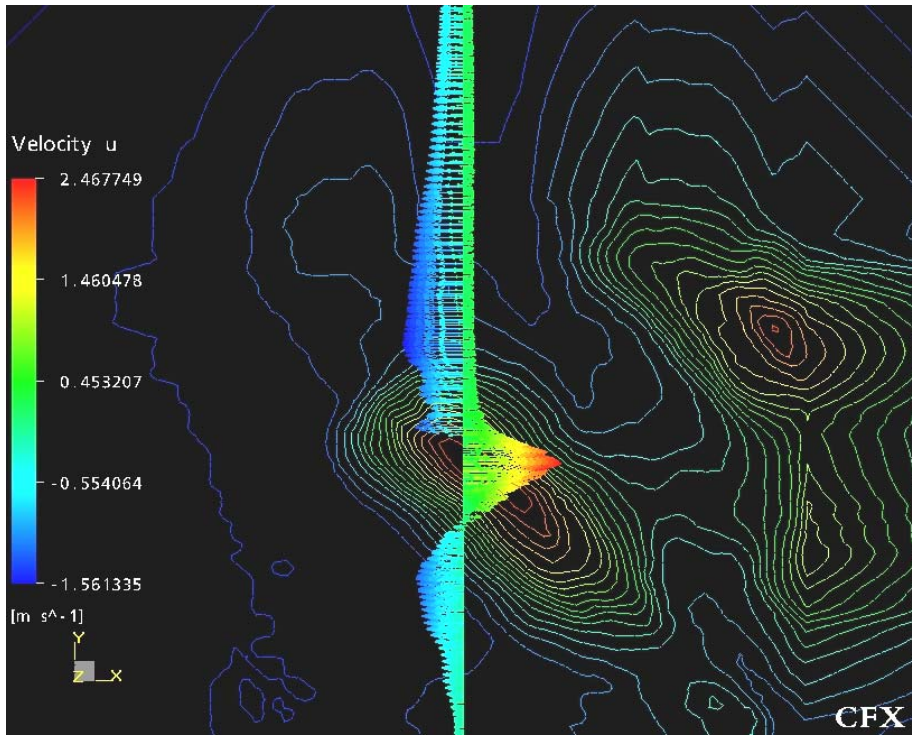 Velocity u
2.467749
1.460478
0.453207
-0.554064
-1.561335
[m s^-1]
Y
Z
X
CFX